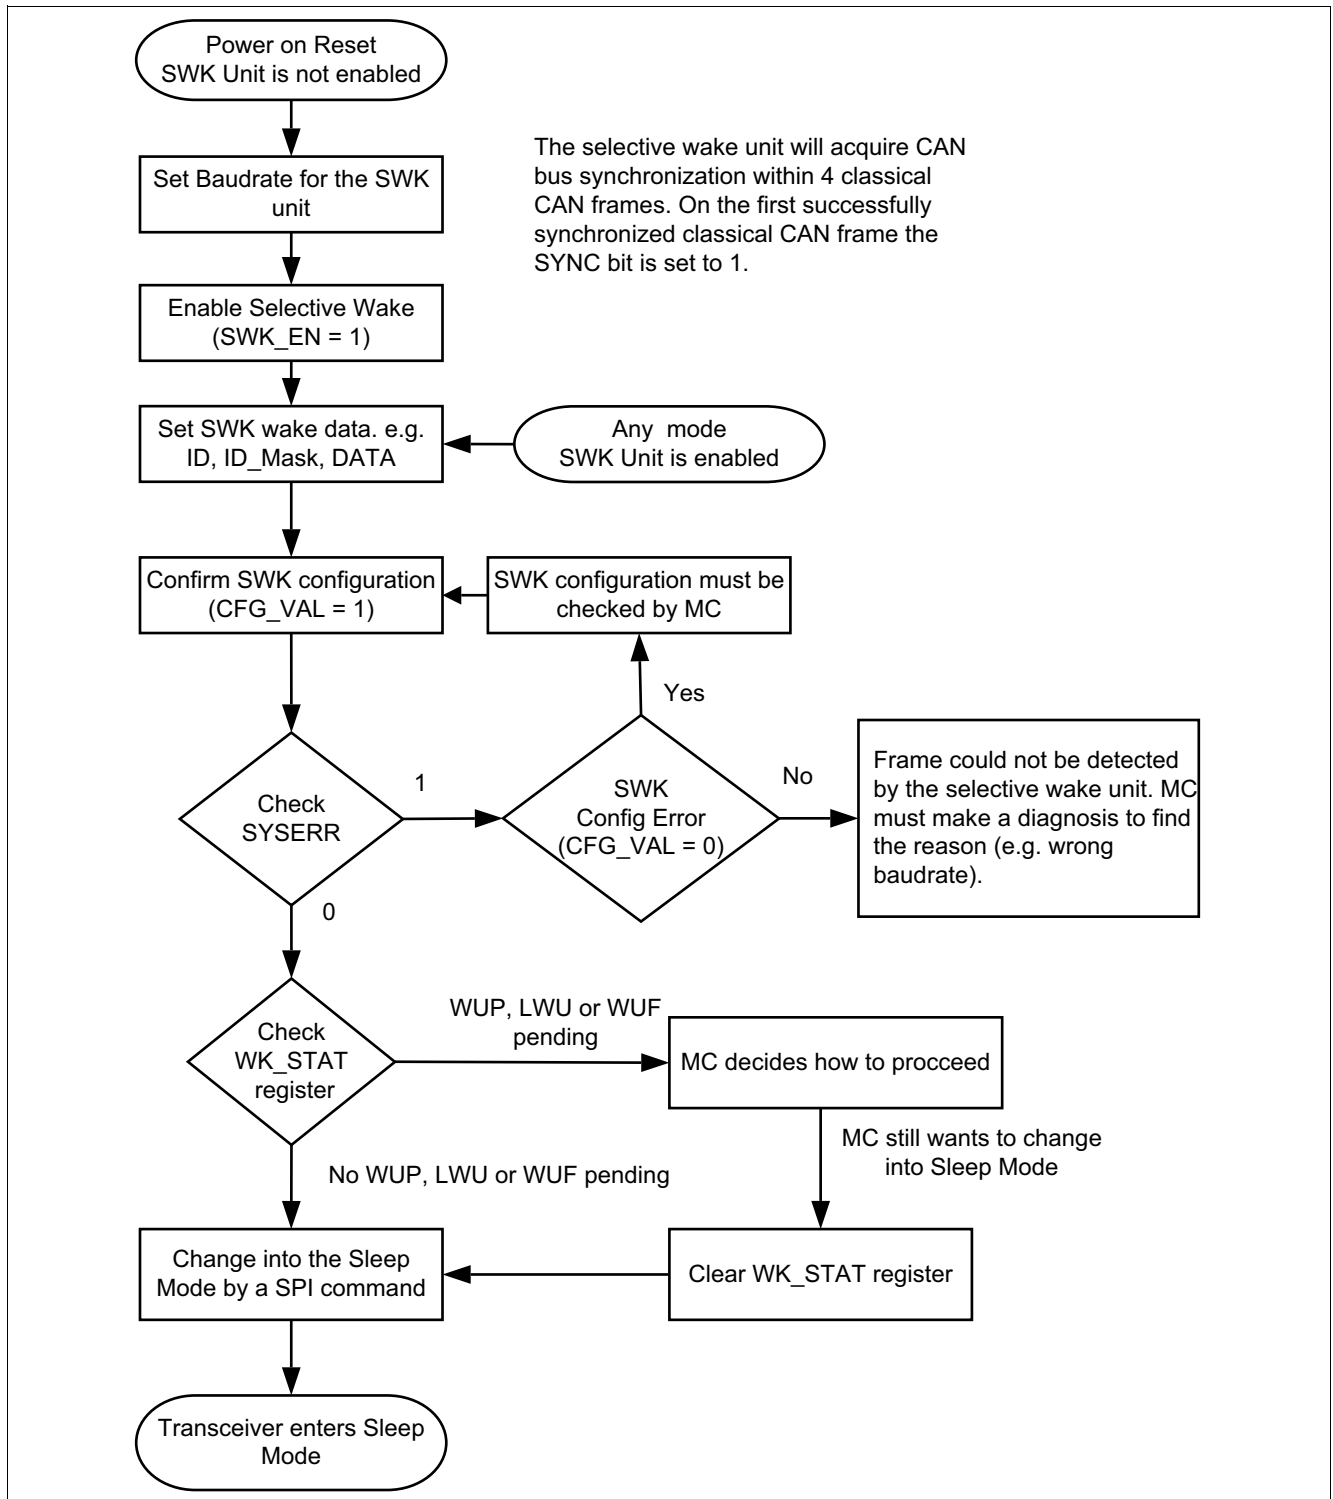 Power on Reset
SWK Unit is not enabled
The selective wake unit will acquire CAN
bus synchronization within 4 classical
CAN frames. On the first successfully
synchronized classical CAN frame the
SYNC bit is set to 1.
Set Baudrate for the SWK
unit
Enable Selective Wake
(SWK_EN = 1)
Set SWK wake data. e.g.
ID, ID_Mask, DATA
Any mode
SWK Unit is enabled
Confirm SWK configuration
(CFG_VAL = 1)
SWK configuration must be
checked by MC
Yes
Check
SYSERR
1
SWK
Config Error
(CFG_VAL = 0)
No
Frame could not be detected
by the selective wake unit. MC
must make a diagnosis to find
the reason (e.g. wrong
baudrate).
0
Check
WK_STAT
register
WUP, LWU or WUF
pending
MC decides how to procceed
MC still wants to change
into Sleep Mode
No WUP, LWU or WUF pending
Change into the Sleep
Mode by a SPI command
Clear WK_STAT register
Transceiver enters Sleep
Mode